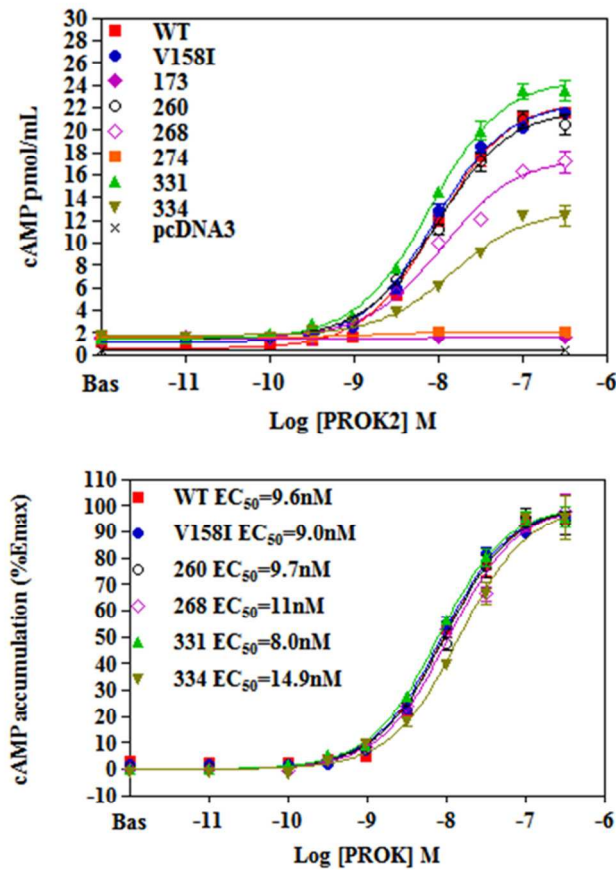 cAMP pmol/mL
30
28
26
24
22
20
18
16
14
12
10
8
6
4
2
0
WT
V158I
173
260
268
274
331
334
pcDNA3
Bas -11 -10 -9 -8 -7 -6
Log [PROK2] M
cAMP accumulation (%Emax)
110
100
90
80
70
60
50
40
30
20
10
0
-10
WT EC50=9.6nM
V158I EC50=9.0nM
260 EC50=9.7nM
268 EC50=11nM
331 EC50=8.0nM
334 EC50=14.9nM
Bas -11 -10 -9 -8 -7 -6
Log [PROK] M